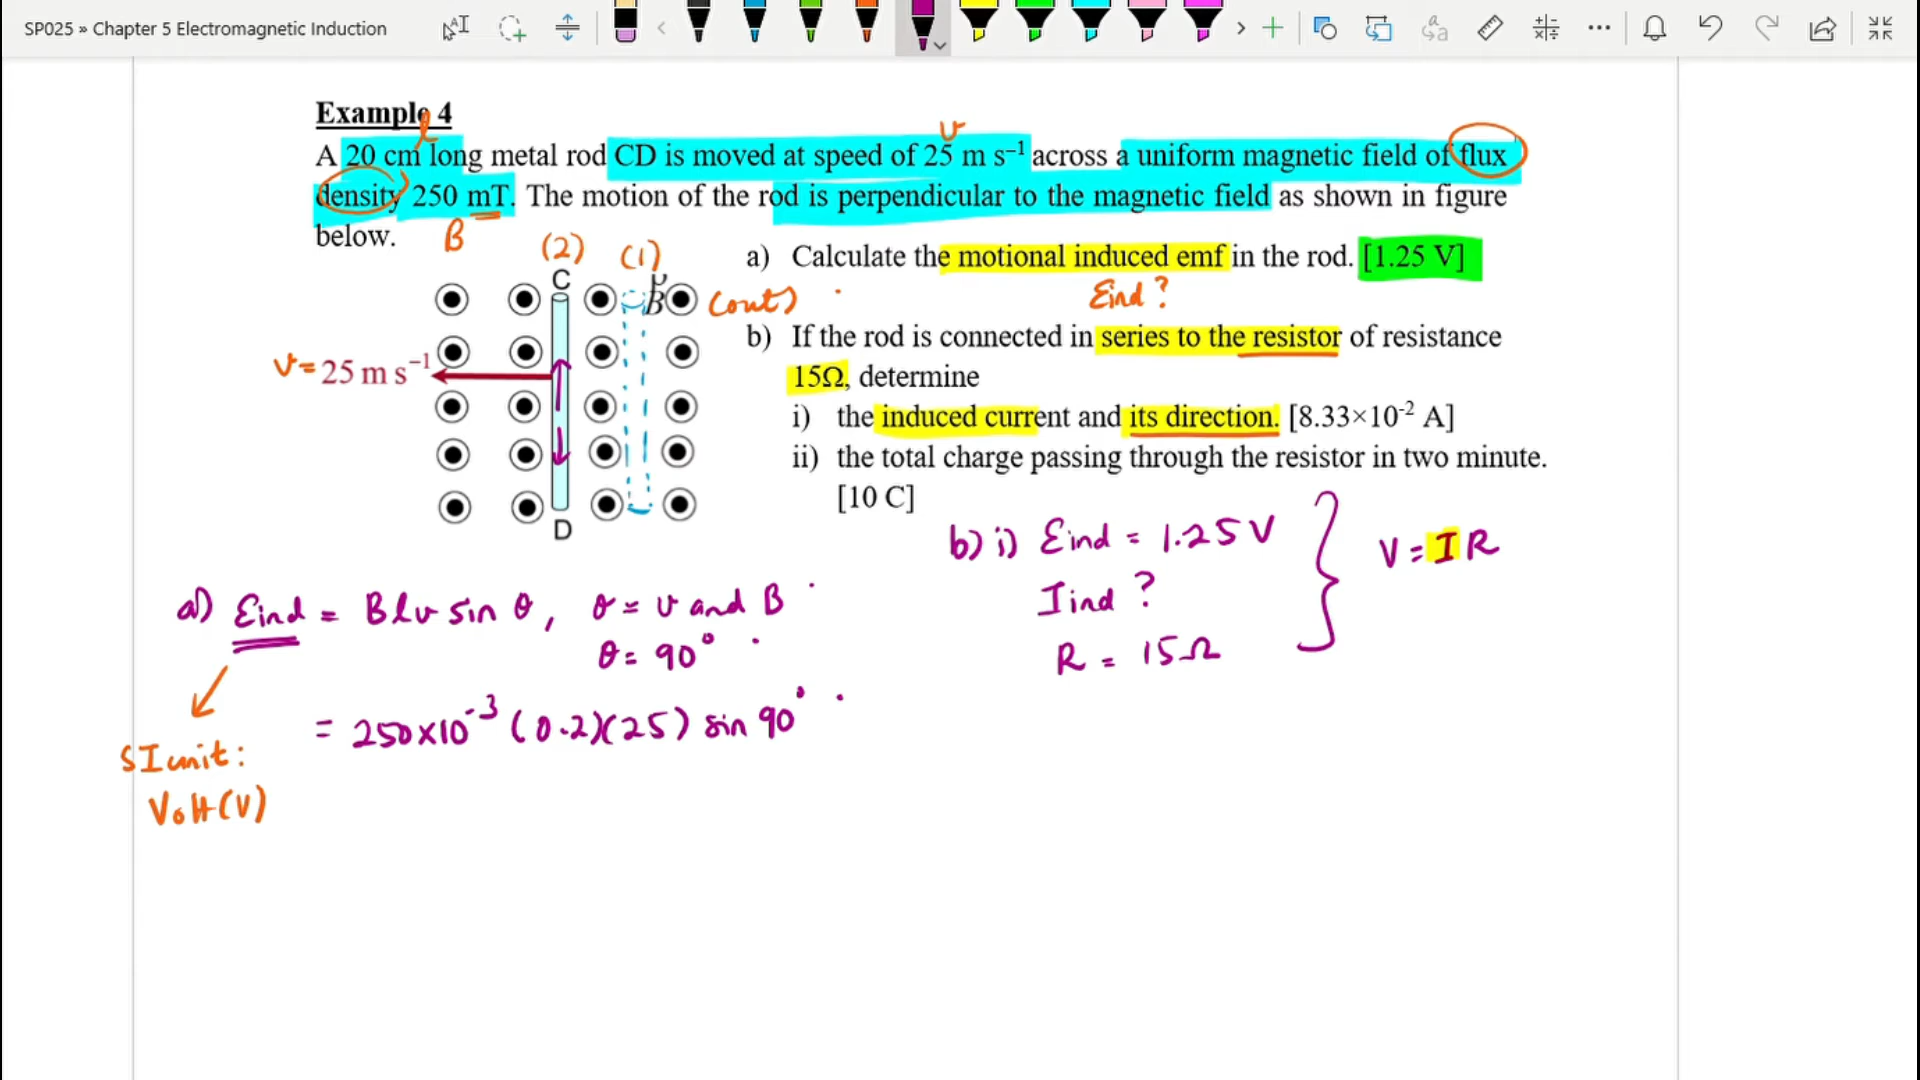 SP025 » Chapter 5 Electromagnetic Induction
Example 4
l
v
A 20 cm long metal rod CD is moved at speed of 25 m s⁻¹ across a uniform magnetic field of flux
density 250 mT. The motion of the rod is perpendicular to the magnetic field as shown in figure
below.
B
(2) (1)
C
B (out)
v = 25 m s⁻¹
D
a) Calculate the motional induced emf in the rod. [1.25 V]
Eind ?
b) If the rod is connected in series to the resistor of resistance
15Ω, determine
i) the induced current and its direction. [8.33×10⁻² A]
ii) the total charge passing through the resistor in two minute.
[10 C]
a) Eind = Blv sin θ, θ = v and B
θ = 90°
= 250x10⁻³ (0.2)(25) sin 90°
SI unit:
Volt (V)
b) i) Eind = 1.25 V
Iind ?
R = 15Ω
V = IR